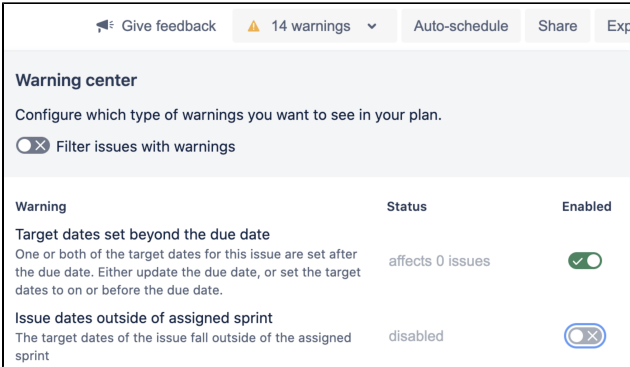 Give feedback 14 warnings Auto-schedule Share Exp
Warning center
Configure which type of warnings you want to see in your plan.
Filter issues with warnings
Warning Status Enabled
Target dates set beyond the due date
One or both of the target dates for this issue are set after
the due date. Either update the due date, or set the target
dates to on or before the due date.
affects 0 issues
Issue dates outside of assigned sprint
The target dates of the issue fall outside of the assigned
sprint
disabled